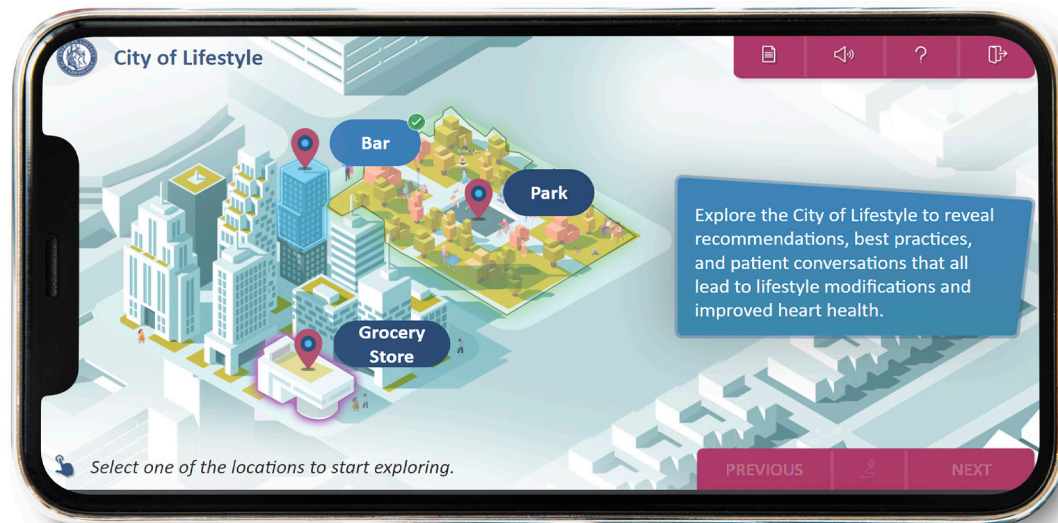 City of Lifestyle
?
Bar
Park
Explore the City of Lifestyle to reveal
recommendations, best practices,
and patient conversations that all
lead to lifestyle modifications and
improved heart health.
Grocery
Store
Select one of the locations to start exploring.
PREVIOUS
NEXT